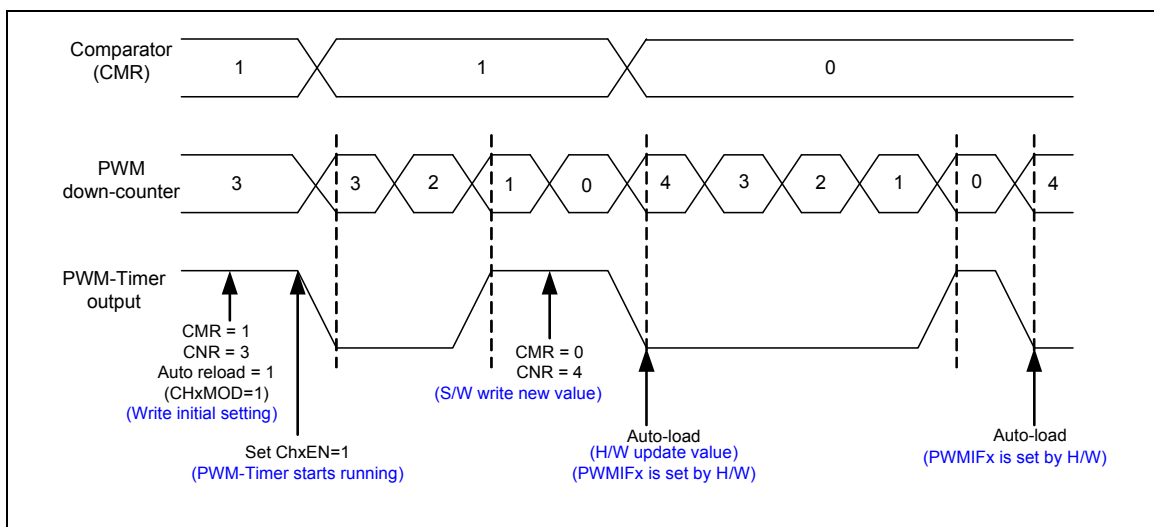 Comparator
(CMR)
1
1
0
PWM
down-counter
3
3
2
1
0
4
3
2
1
0
4
PWM-Timer
output
CMR = 1
CNR = 3
Auto reload = 1
(CHxMOD=1)
(Write initial setting)
CMR = 0
CNR = 4
(S/W write new value)
Set ChxEN=1
(PWM-Timer starts running)
Auto-load
(H/W update value)
(PWMIFx is set by H/W)
Auto-load
(PWMIFx is set by H/W)